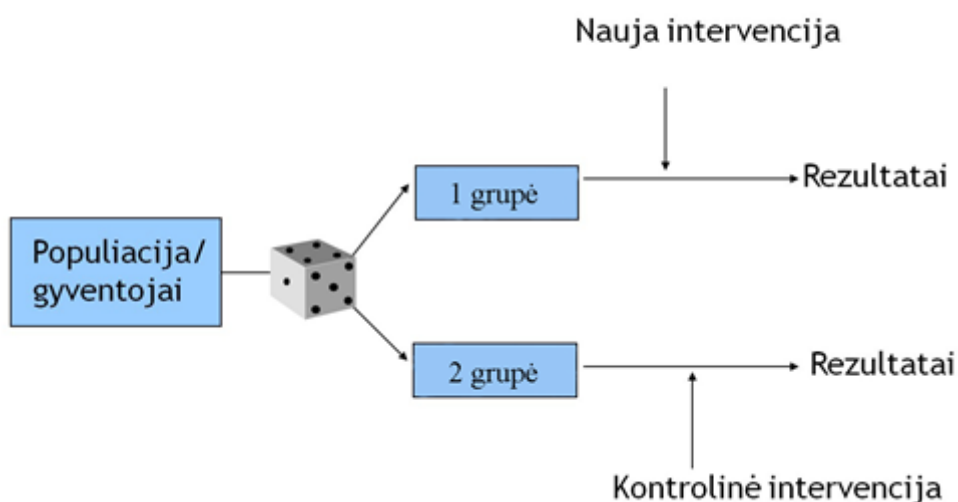 Nauja intervencija
1 grupė
Rezultatai
Populiacija/
gyventojai
2 grupė
Rezultatai
Kontrolinė intervencija